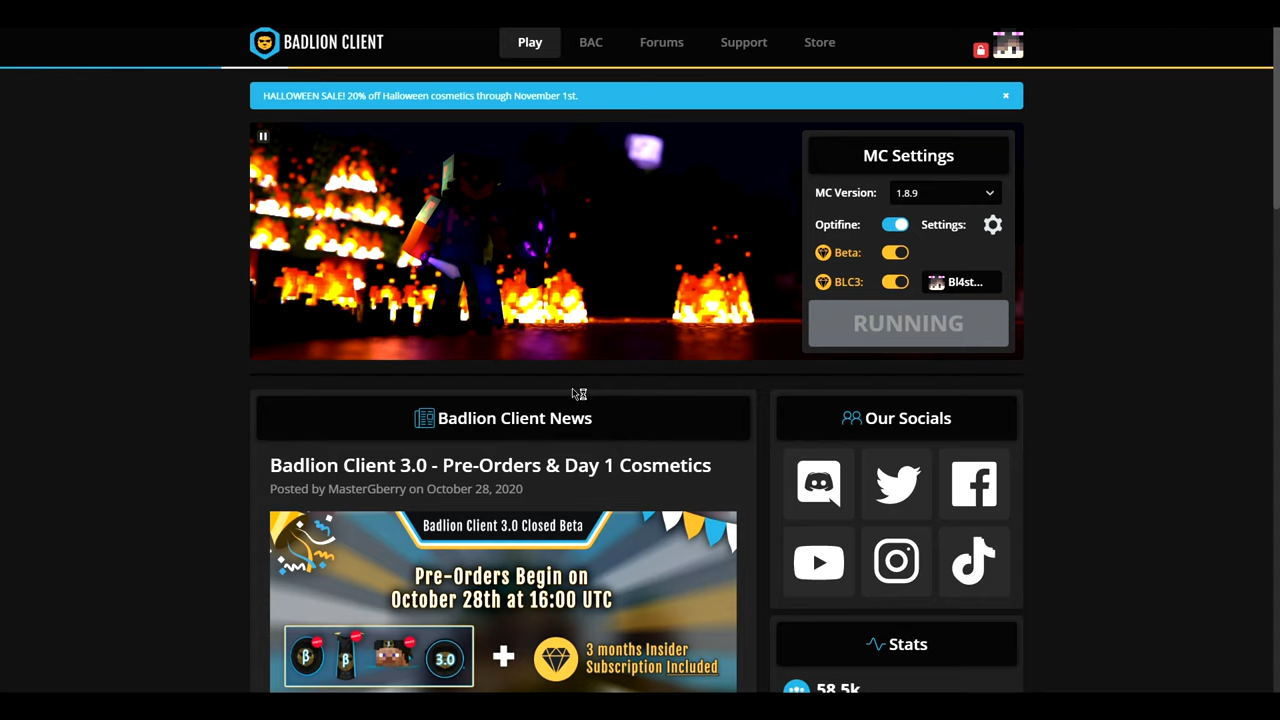 BADLION CLIENT
Play
BAC
Forums
Support
Store
HALLOWEEN SALE! 20% off Halloween cosmetics through November 1st.
MC Settings
MC Version: 1.8.9
Optifine: Settings:
Beta:
BLC3: Bl4st...
RUNNING
Badlion Client News
Badlion Client 3.0 - Pre-Orders & Day 1 Cosmetics
Posted by MasterGberry on October 28, 2020
Badlion Client 3.0 Closed Beta
Pre-Orders Begin on
October 28th at 16:00 UTC
β β 3.0 +
3 months Insider
Subscription Included
Our Socials
Stats
58.5k